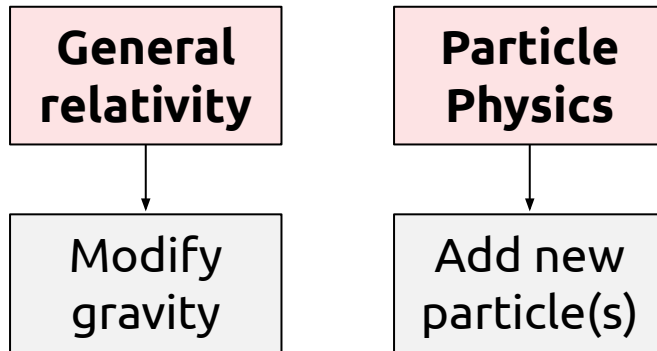 General
relativity
Particle
Physics
Modify
gravity
Add new
particle(s)